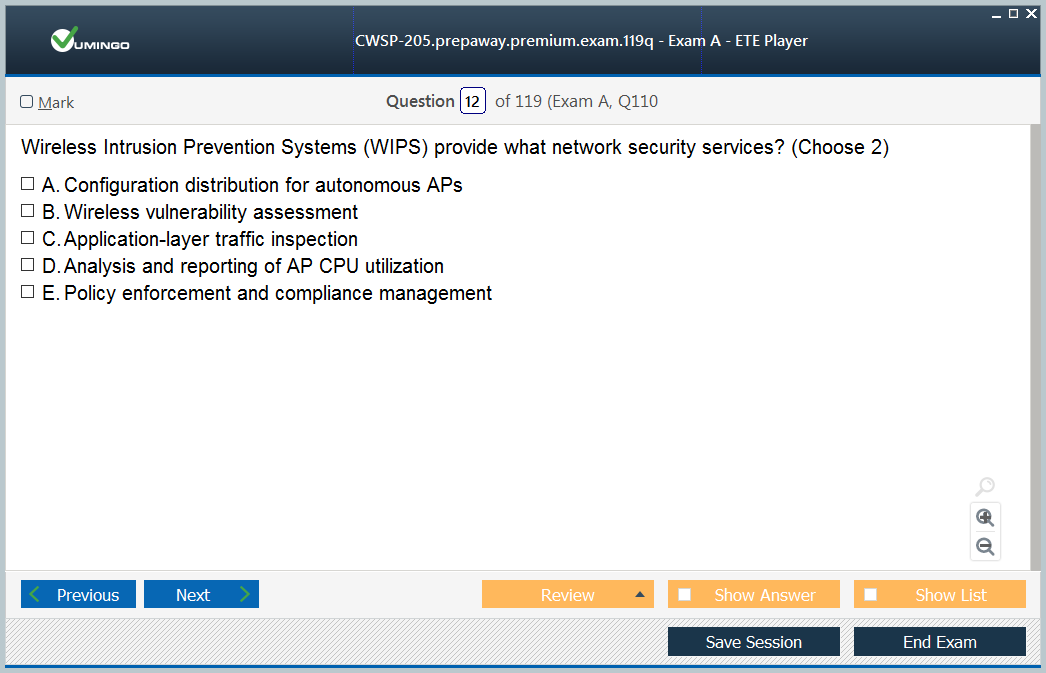 VUMINGO
CWSP-205.prepaway.premium.exam.119q - Exam A - ETE Player
Mark
Question 12 of 119 (Exam A, Q110
Wireless Intrusion Prevention Systems (WIPS) provide what network security services? (Choose 2)
A. Configuration distribution for autonomous APs
B. Wireless vulnerability assessment
C. Application-layer traffic inspection
D. Analysis and reporting of AP CPU utilization
E. Policy enforcement and compliance management
Previous Next Review Show Answer Show List
Save Session End Exam